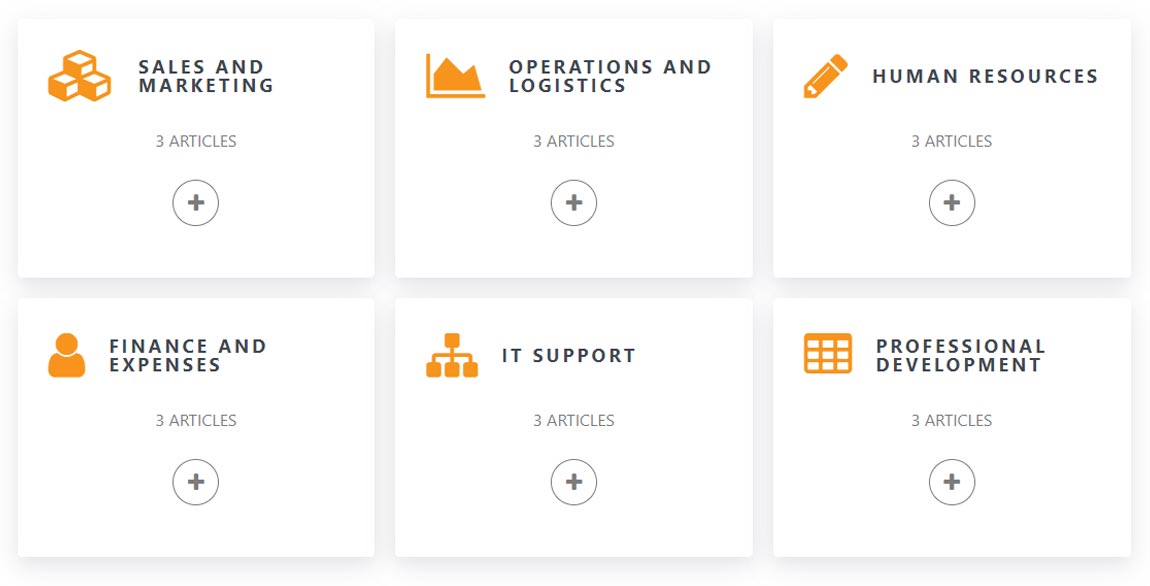 SALES AND
MARKETING
3 ARTICLES
OPERATIONS AND
LOGISTICS
3 ARTICLES
HUMAN RESOURCES
3 ARTICLES
FINANCE AND
EXPENSES
3 ARTICLES
IT SUPPORT
3 ARTICLES
PROFESSIONAL
DEVELOPMENT
3 ARTICLES